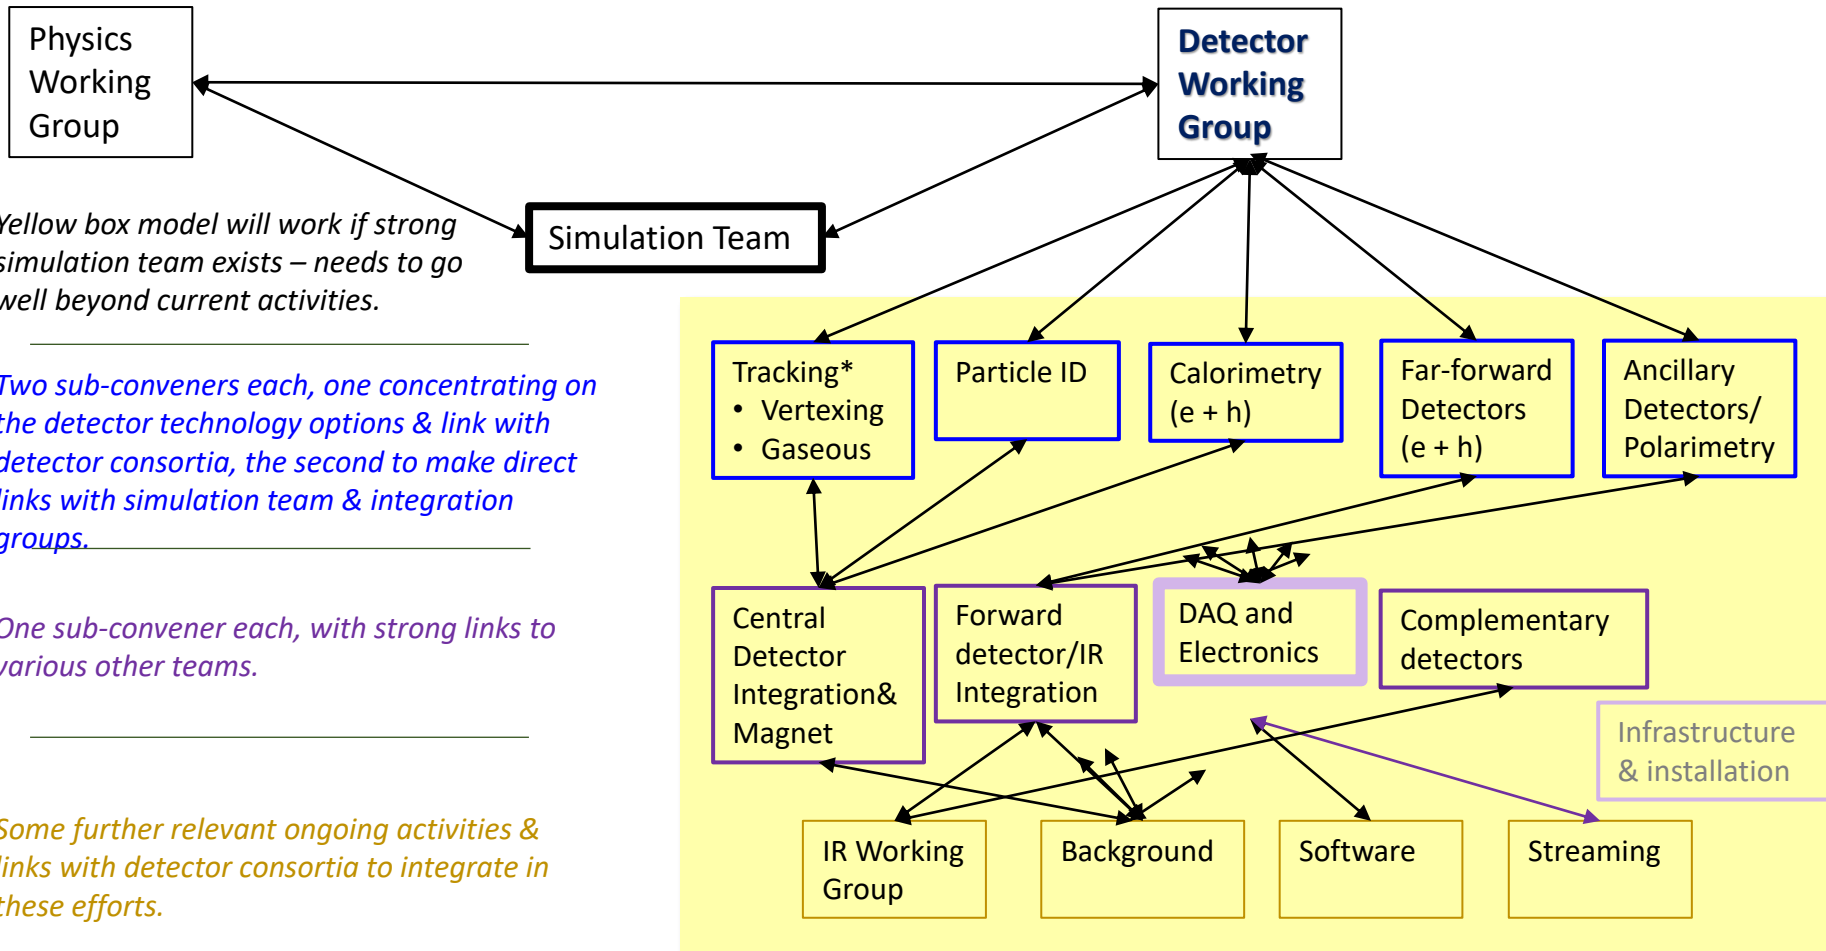 Physics
Working
Group
Detector
Working
Group
Simulation Team
Yellow box model will work if strong
simulation team exists – needs to go
well beyond current activities.
Two sub-conveners each, one concentrating on
the detector technology options & link with
detector consortia, the second to make direct
links with simulation team & integration
groups.
One sub-convener each, with strong links to
various other teams.
Some further relevant ongoing activities &
links with detector consortia to integrate in
these efforts.
Tracking*
• Vertexing
• Gaseous
Particle ID
Calorimetry
(e + h)
Far-forward
Detectors
(e + h)
Ancillary
Detectors/
Polarimetry
Central
Detector
Integration&
Magnet
Forward
detector/IR
Integration
DAQ and
Electronics
Complementary
detectors
Infrastructure
& installation
IR Working
Group
Background
Software
Streaming